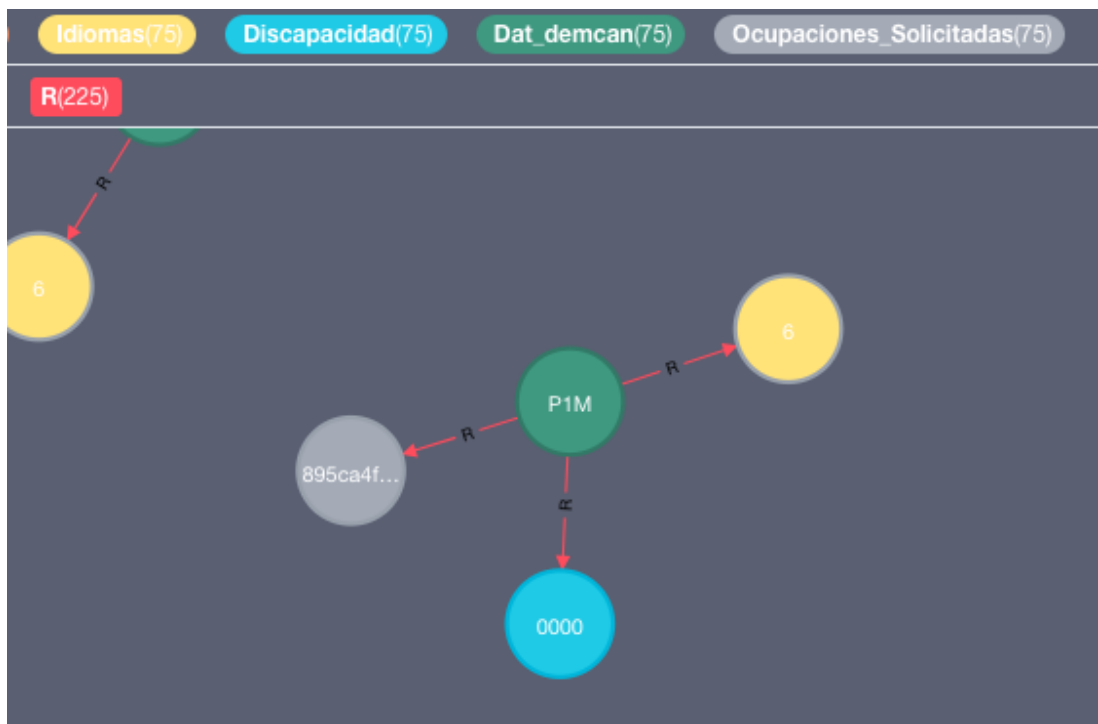 Idiomas(75) Discapacidad(75) Dat_demcan(75) Ocupaciones_Solicitadas(75)
R(225)
R
6
6
R
P1M
R
895ca4f...
R
0000